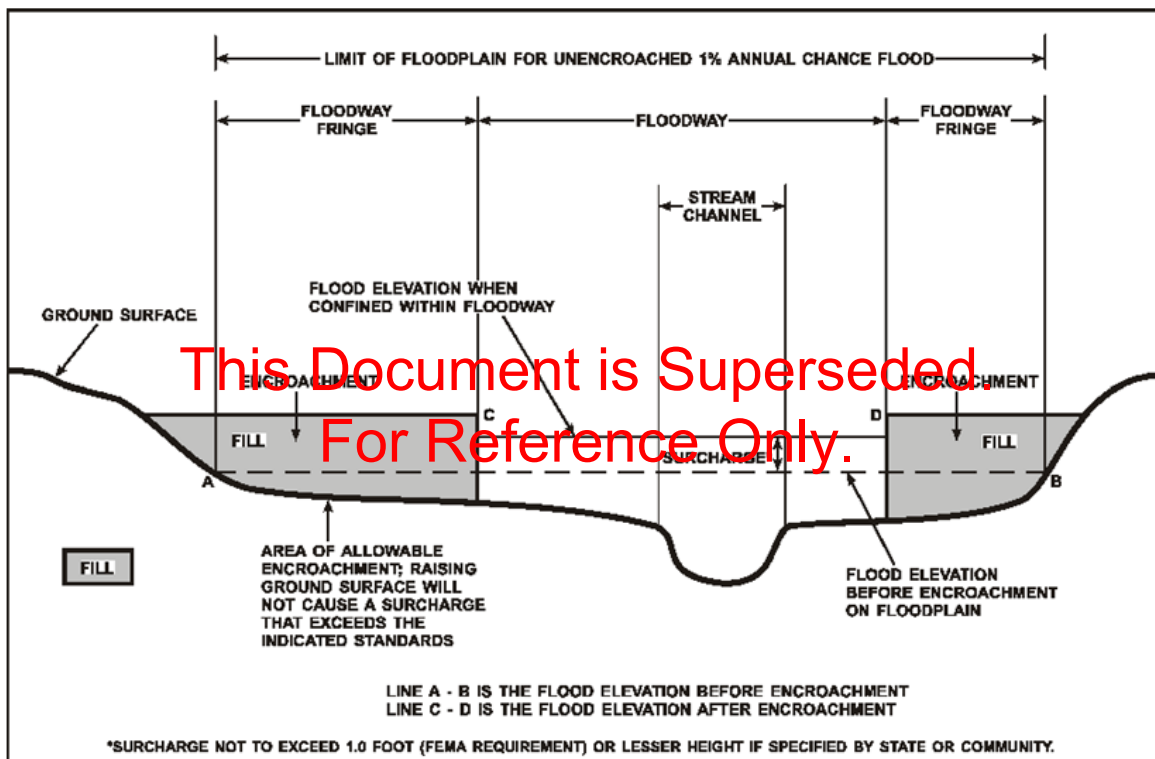 LIMIT OF FLOODPLAIN FOR UNENCROACHED 1% ANNUAL CHANCE FLOOD
FLOODWAY
FRINGE
FLOODWAY
FLOODWAY
FRINGE
STREAM
CHANNEL
FLOOD ELEVATION WHEN
CONFINED WITHIN FLOODWAY
GROUND SURFACE
This Document is Superseded.
For Reference Only.
ENCROACHMENT
ENCROACHMENT
C
D
FILL
FILL
SURCHARGE
A
B
FILL
AREA OF ALLOWABLE
ENCROACHMENT; RAISING
GROUND SURFACE WILL
NOT CAUSE A SURCHARGE
THAT EXCEEDS THE
INDICATED STANDARDS
FLOOD ELEVATION
BEFORE ENCROACHMENT
ON FLOODPLAIN
LINE A - B IS THE FLOOD ELEVATION BEFORE ENCROACHMENT
LINE C - D IS THE FLOOD ELEVATION AFTER ENCROACHMENT
*SURCHARGE NOT TO EXCEED 1.0 FOOT (FEMA REQUIREMENT) OR LESSER HEIGHT IF SPECIFIED BY STATE OR COMMUNITY.